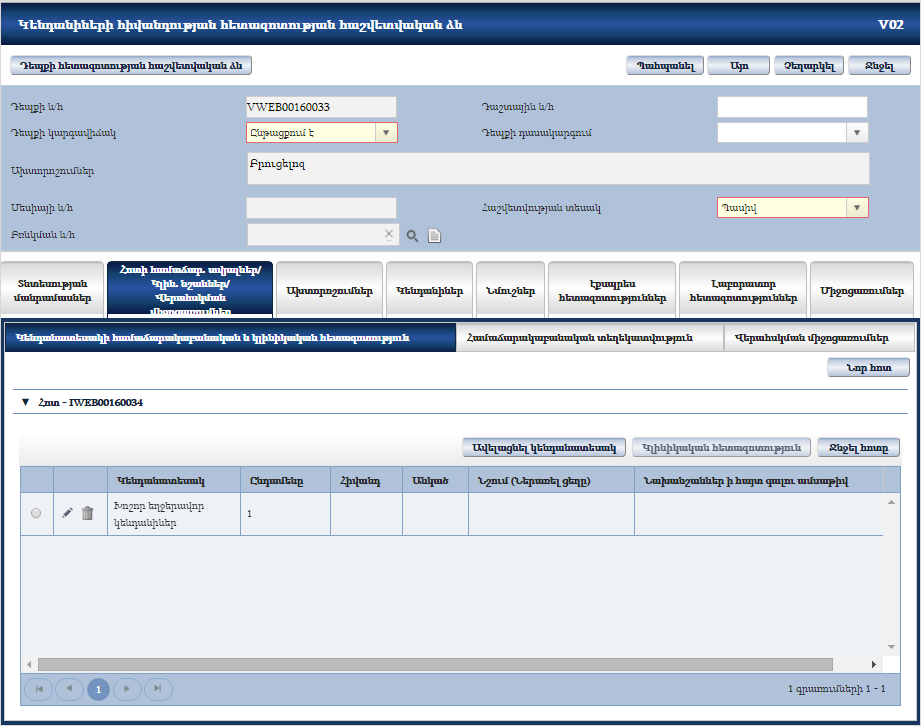 Կենդանիների հիվանդության հետազոտության հաշվետվական ձև V02
Դեպքի հետազոտության հաշվետվական ձև Պահպանել Այո Չեղարկել Ջնջել
Դեպքի ն/հ VWEB00160033 Դաշտային ն/հ
Դեպքի կարգավիճակ Ընթացքում է Դեպքի դասակարգում
Ախտորոշումներ Բրուցելոզ
Սեսիայի ն/հ Հաշվետվության տեսակ Պասիվ
Բռնկման ն/հ
Տնտեսության մանրամասներ
Հոտի համաճար. տվյալներ/
Կլին. նշաններ/
Վերահսկման
միջոցառումներ
Ախտորոշումներ
Կենդանիներ
Նմուշներ
Էքսպրես հետազոտություններ
Լաբորատոր հետազոտություններ
Միջոցառումներ
Կենդանատեսակի համաճարակաբանական և կլինիկական հետազոտություն Համաճարակաբանական տեղեկատվություն Վերահսկման միջոցառումներ
Նոր հոտ
▼ Հոտ - IWEB00160034
Ավելացնել կենդանատեսակ Կլինիկական հետազոտություն Ջնջել հոտը
Կենդանատեսակ Ընդամենը Հիվանդ Անկած Նշում (Ներառել ցեղը) Նախանշաններ ի հայտ գալու ամսաթիվ
Խոշոր եղջերավոր
կենդանիներ 1
1 1 գրառումների 1 - 1